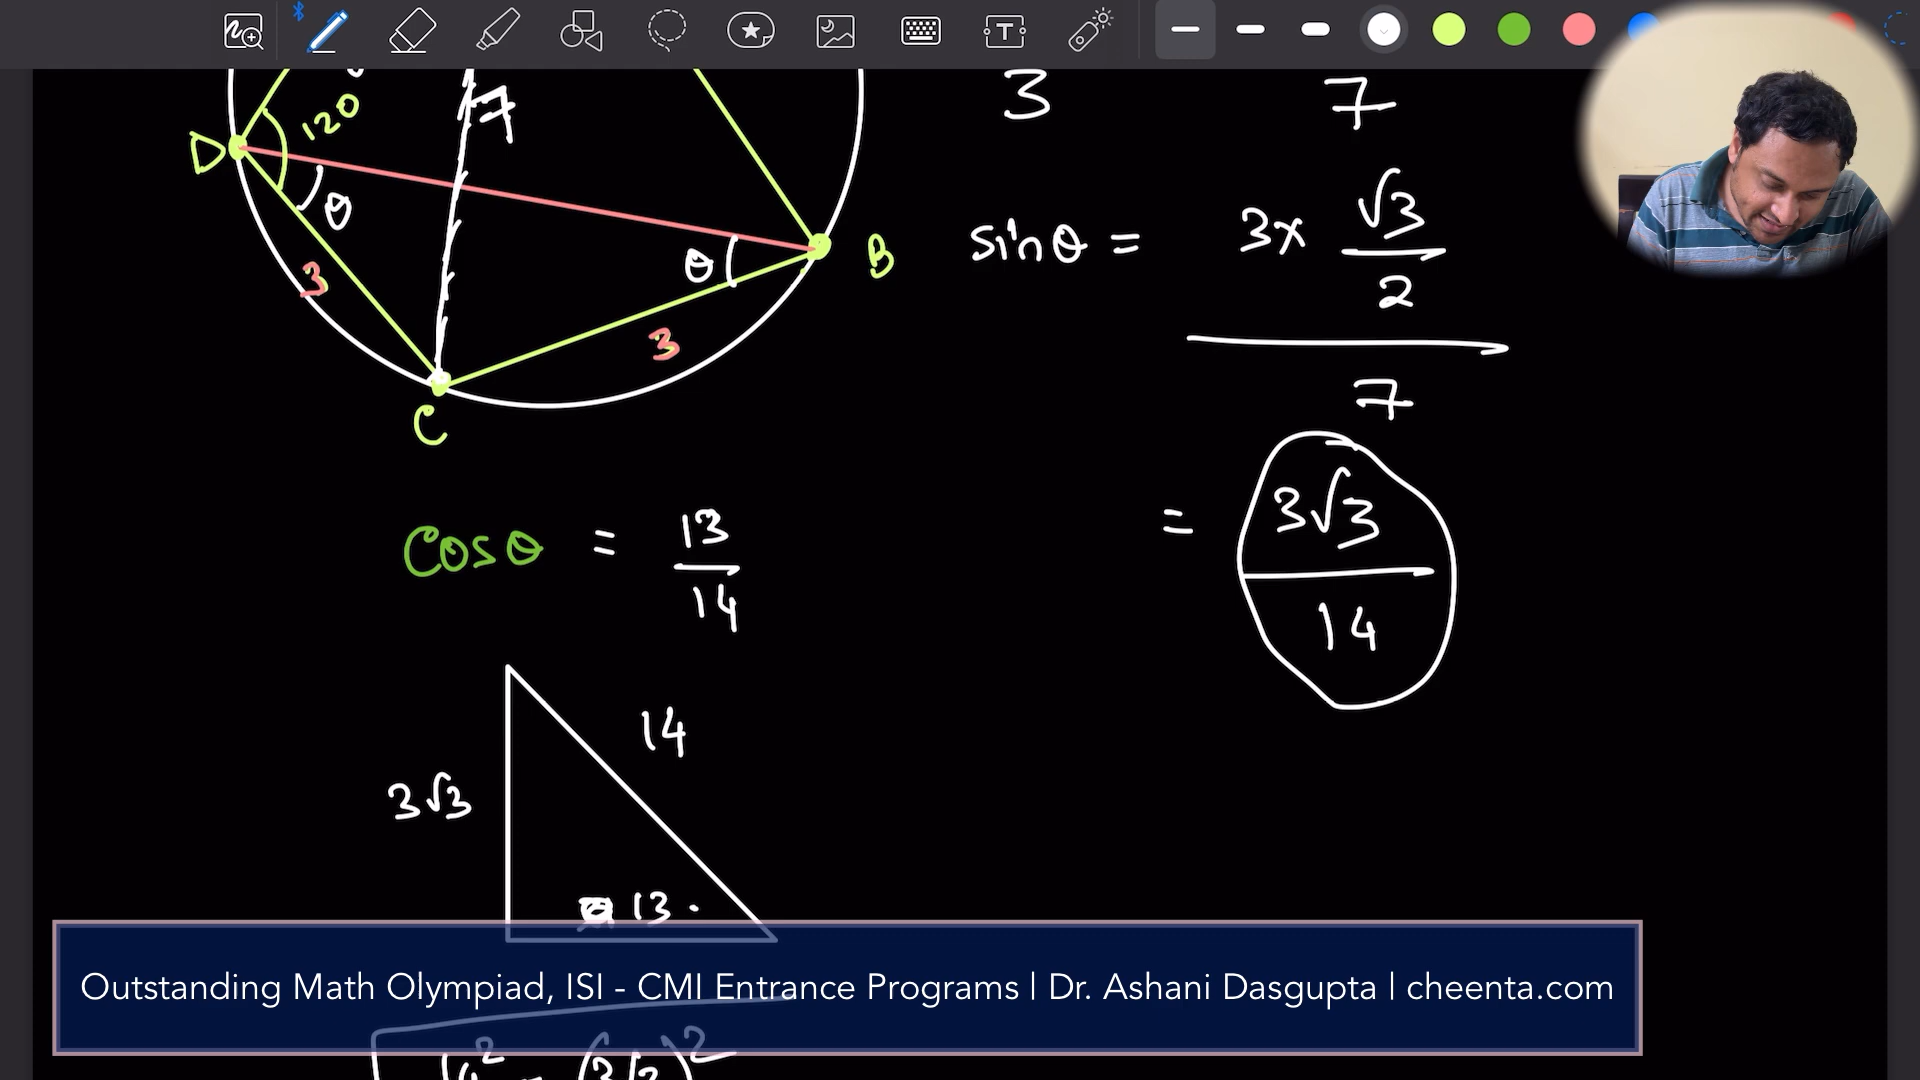 120
7
D
θ
3
θ
B
3
C
3
7
sinθ = 3x √3
2
7
= 3√3
14
Cosθ = 13
14
14
3√3
13
Outstanding Math Olympiad, ISI - CMI Entrance Programs | Dr. Ashani Dasgupta | cheenta.com
T